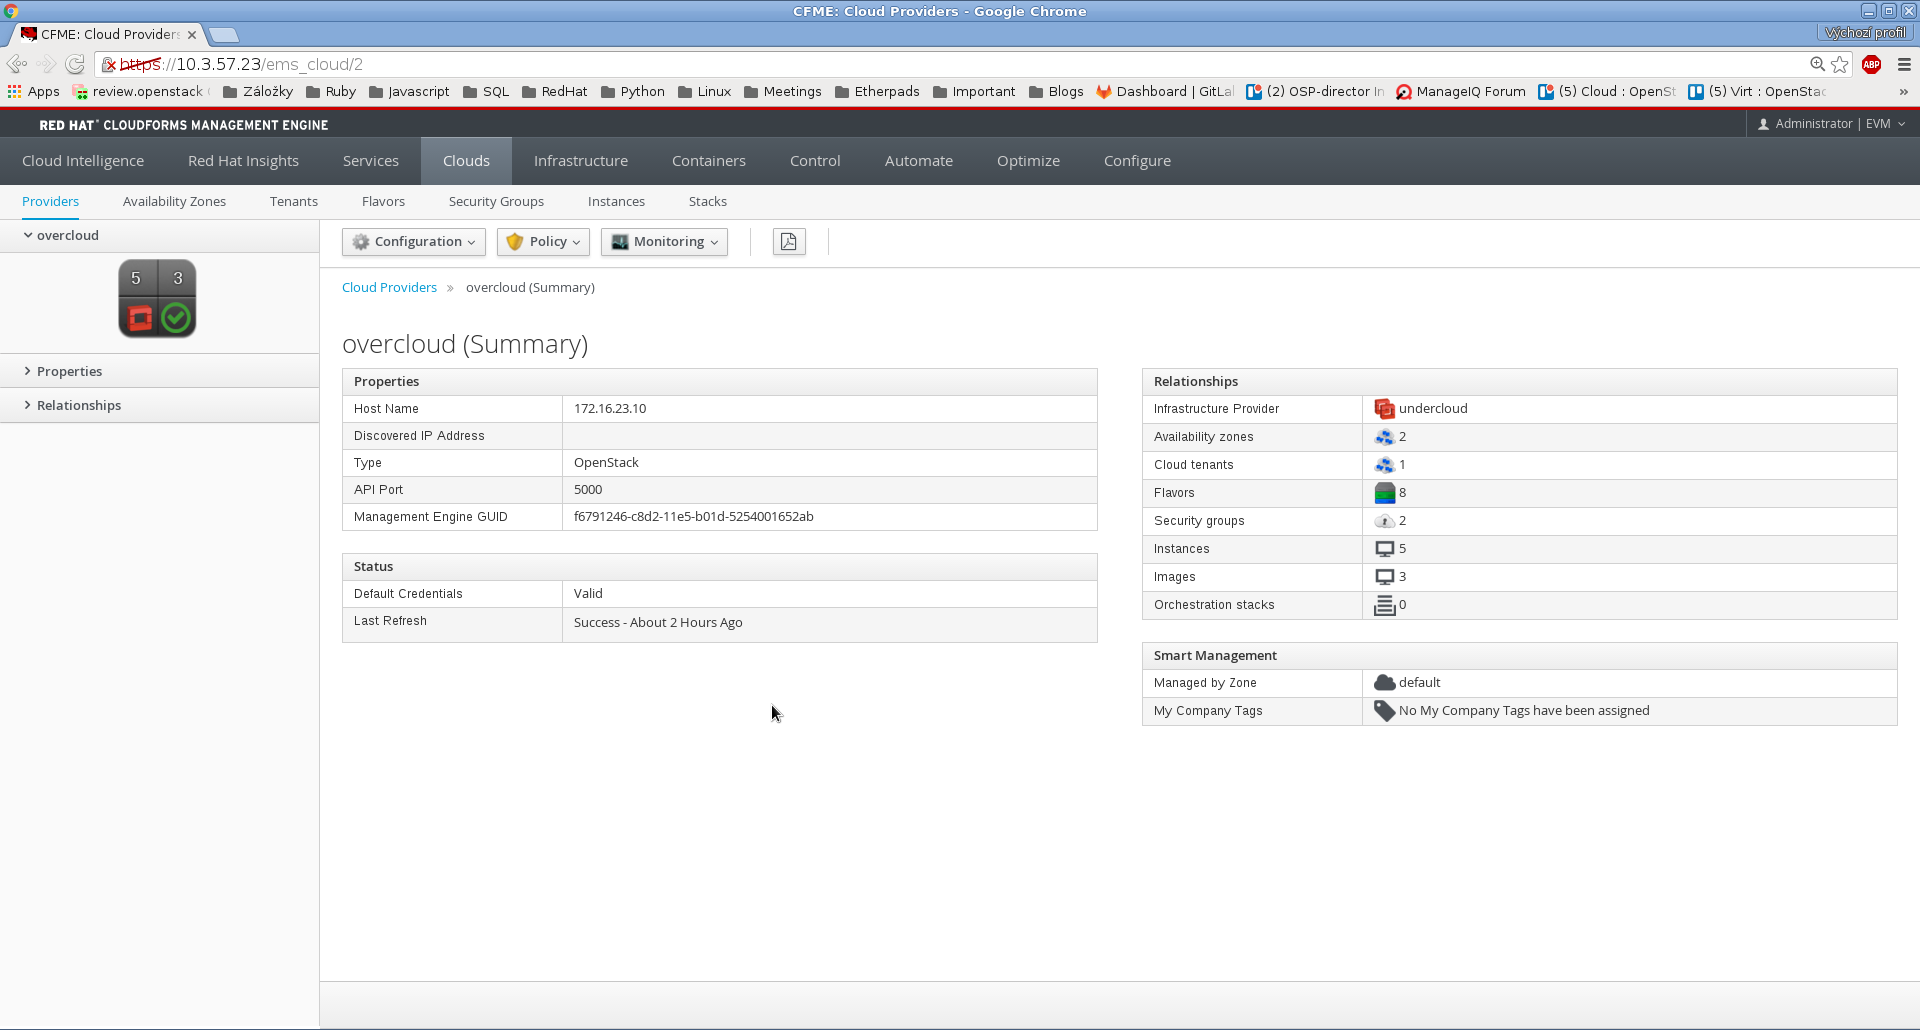 CFME: Cloud Providers - Google Chrome
CFME: Cloud Providers
Výchozí profil
https://10.3.57.23/ems_cloud/2
ABP
Apps review.openstack Záložky Ruby Javascript SQL RedHat Python Linux Meetings Etherpads Important Blogs Dashboard | GitLa (2) OSP-director In ManageIQ Forum (5) Cloud : OpenSt (5) Virt : OpenStac »
RED HAT CLOUDFORMS MANAGEMENT ENGINE
Administrator | EVM
Cloud Intelligence Red Hat Insights Services Clouds Infrastructure Containers Control Automate Optimize Configure
Providers Availability Zones Tenants Flavors Security Groups Instances Stacks
overcloud
5 3
Properties
Relationships
Configuration Policy Monitoring
Cloud Providers » overcloud (Summary)
overcloud (Summary)
Properties
Host Name 172.16.23.10
Discovered IP Address
Type OpenStack
API Port 5000
Management Engine GUID f6791246-c8d2-11e5-b01d-5254001652ab
Status
Default Credentials Valid
Last Refresh Success - About 2 Hours Ago
Relationships
Infrastructure Provider undercloud
Availability zones 2
Cloud tenants 1
Flavors 8
Security groups 2
Instances 5
Images 3
Orchestration stacks 0
Smart Management
Managed by Zone default
My Company Tags No My Company Tags have been assigned